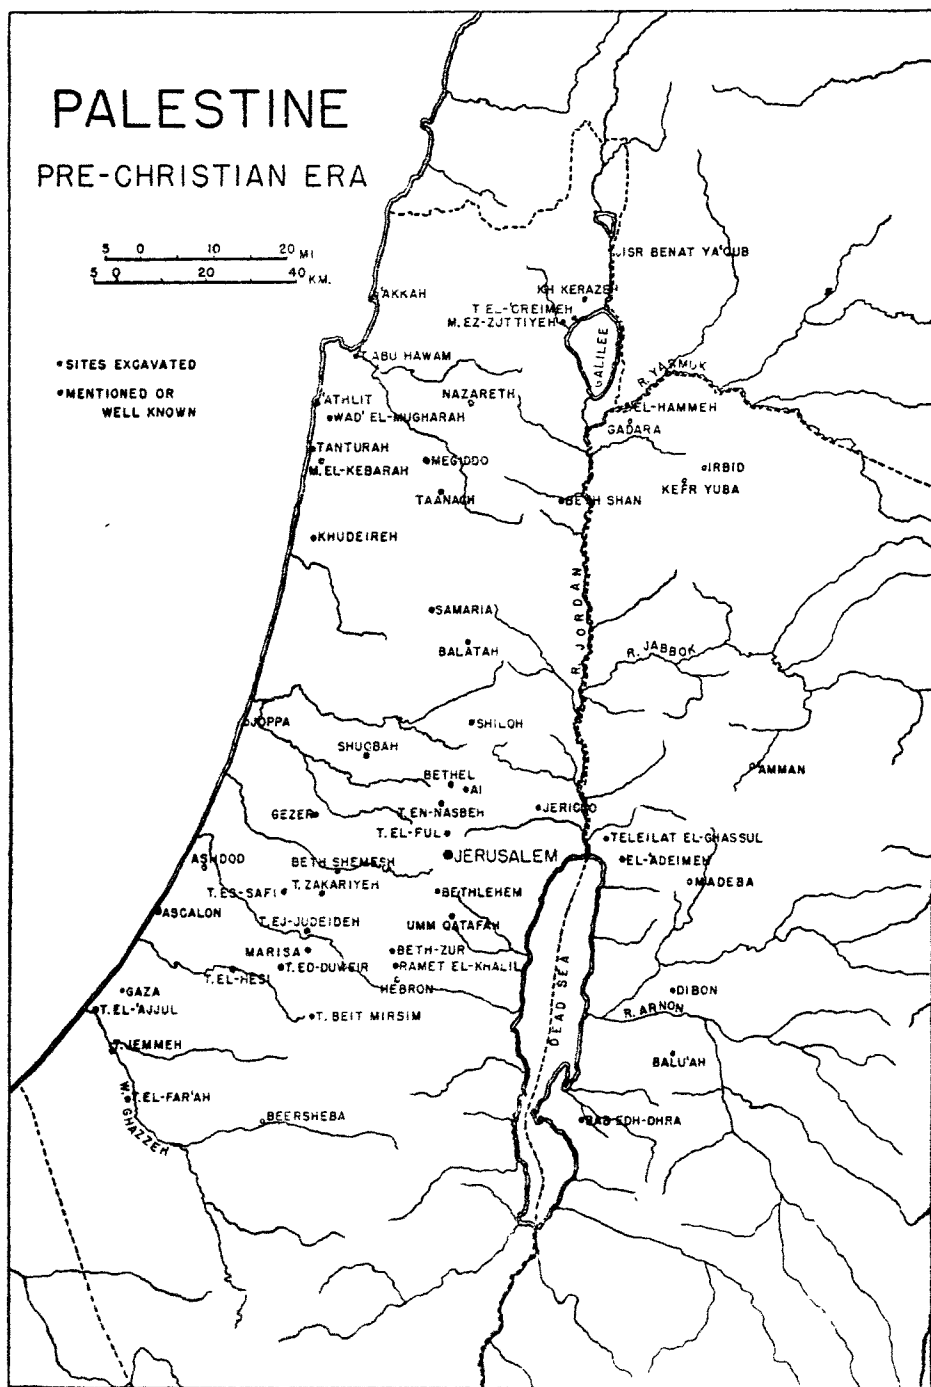 PALESTINE
PRE-CHRISTIAN ERA
5 0 10 20 MI
5 0 20 40 KM.
SITES EXCAVATED
MENTIONED OR
WELL KNOWN
JISR BENAT YA'QUB
KH KERAZEH
'AKKAH
T EL-'OREIMEH
M. EZ-ZUTTIYEH
GALILEE
T. ABU HAWAM
R. YARMUK
NAZARETH
'ATHLIT
EL-HAMMEH
WAD' EL-MUGHARAH
GADARA
TANTURAH
M. EL-KEBARAH
MEGIDDO
IRBID
KEFR YUBA
TAANACH
BETH SHAN
KHUDEIREH
R. JORDAN
SAMARIA
BALATAH
R. JABBOK
JOPPA
SHILOH
SHUQBAH
'AMMAN
BETHEL
AI
GEZER
T. EN-NASBEH
JERICHO
T. EL-FUL
TELEILAT EL-GHASSUL
JERUSALEM
EL-'ADEIMEH
ASHDOD
BETH SHEMESH
MADEBA
T. ES-SAFI
T. ZAKARIYEH
BETHLEHEM
ASCALON
T. EJ-JUDEIDEH
UMM QATAFAH
MARISA
BETH-ZUR
T. EL-HESI
T. ED-DUWEIR
RAMET EL-KHALIL
HEBRON
DEAD SEA
GAZA
DIBON
T. EL-'AJJUL
T. BEIT MIRSIM
R. ARNON
T. JEMMEH
BALU'AH
T. EL-FAR'AH
W. GHAZZEH
BEERSHEBA
BAB EDH-DHRA